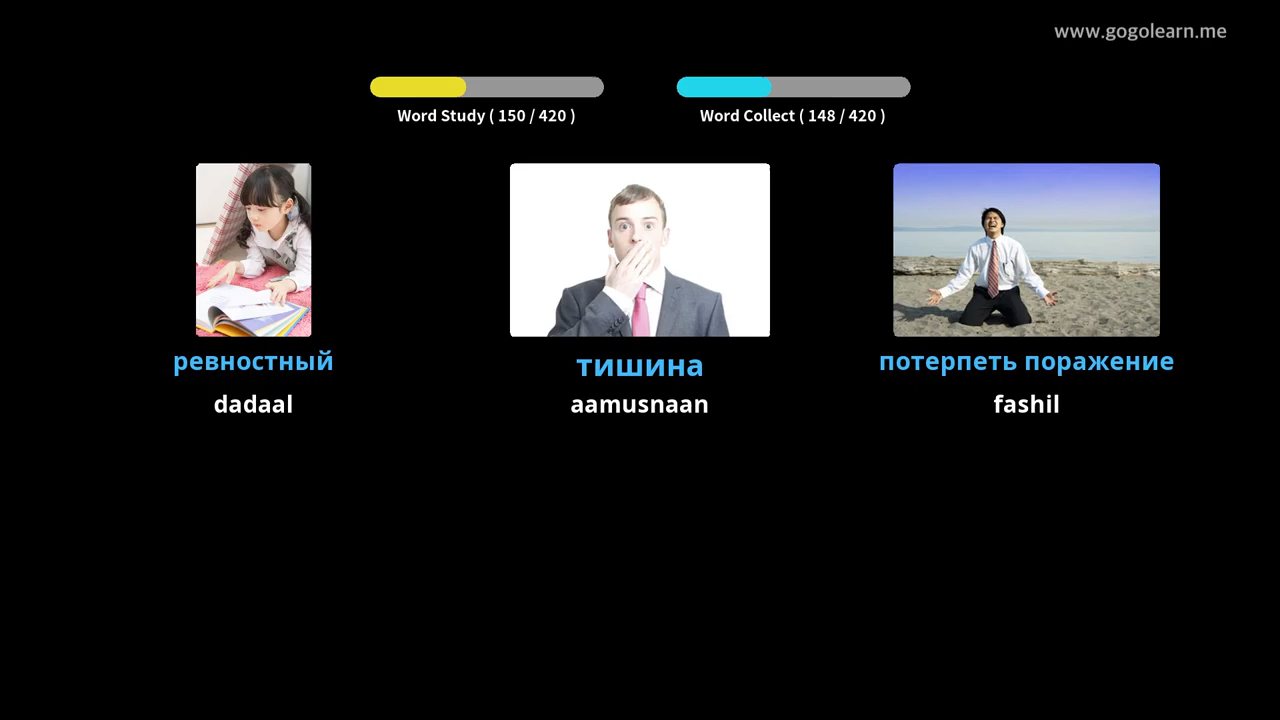 www.gogolearn.me
Word Study ( 150 / 420 )
Word Collect ( 148 / 420 )
ревностный
тишина
потерпеть поражение
dadaal
aamusnaan
fashil